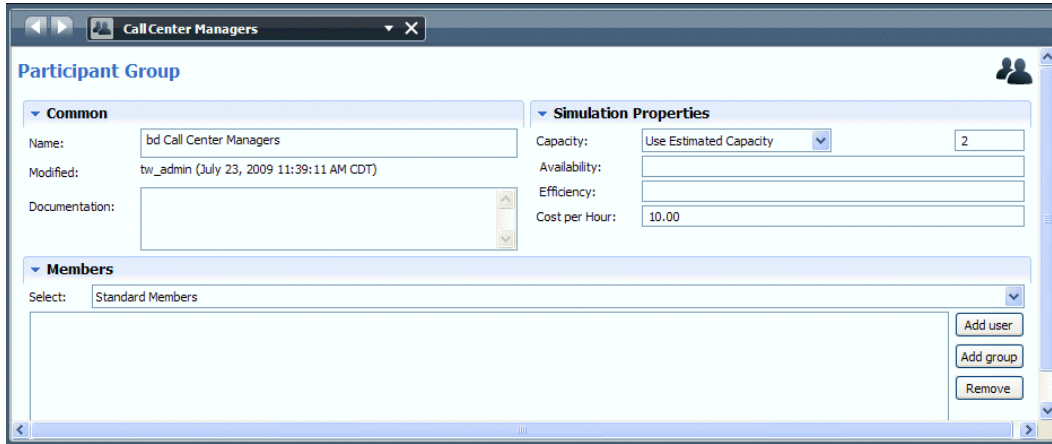 Call Center Managers
Participant Group
Common
Name:
bd Call Center Managers
Modified:
tw_admin (July 23, 2009 11:39:11 AM CDT)
Documentation:
Simulation Properties
Capacity:
Use Estimated Capacity
2
Availability:
Efficiency:
Cost per Hour:
10.00
Members
Select:
Standard Members
Add user
Add group
Remove